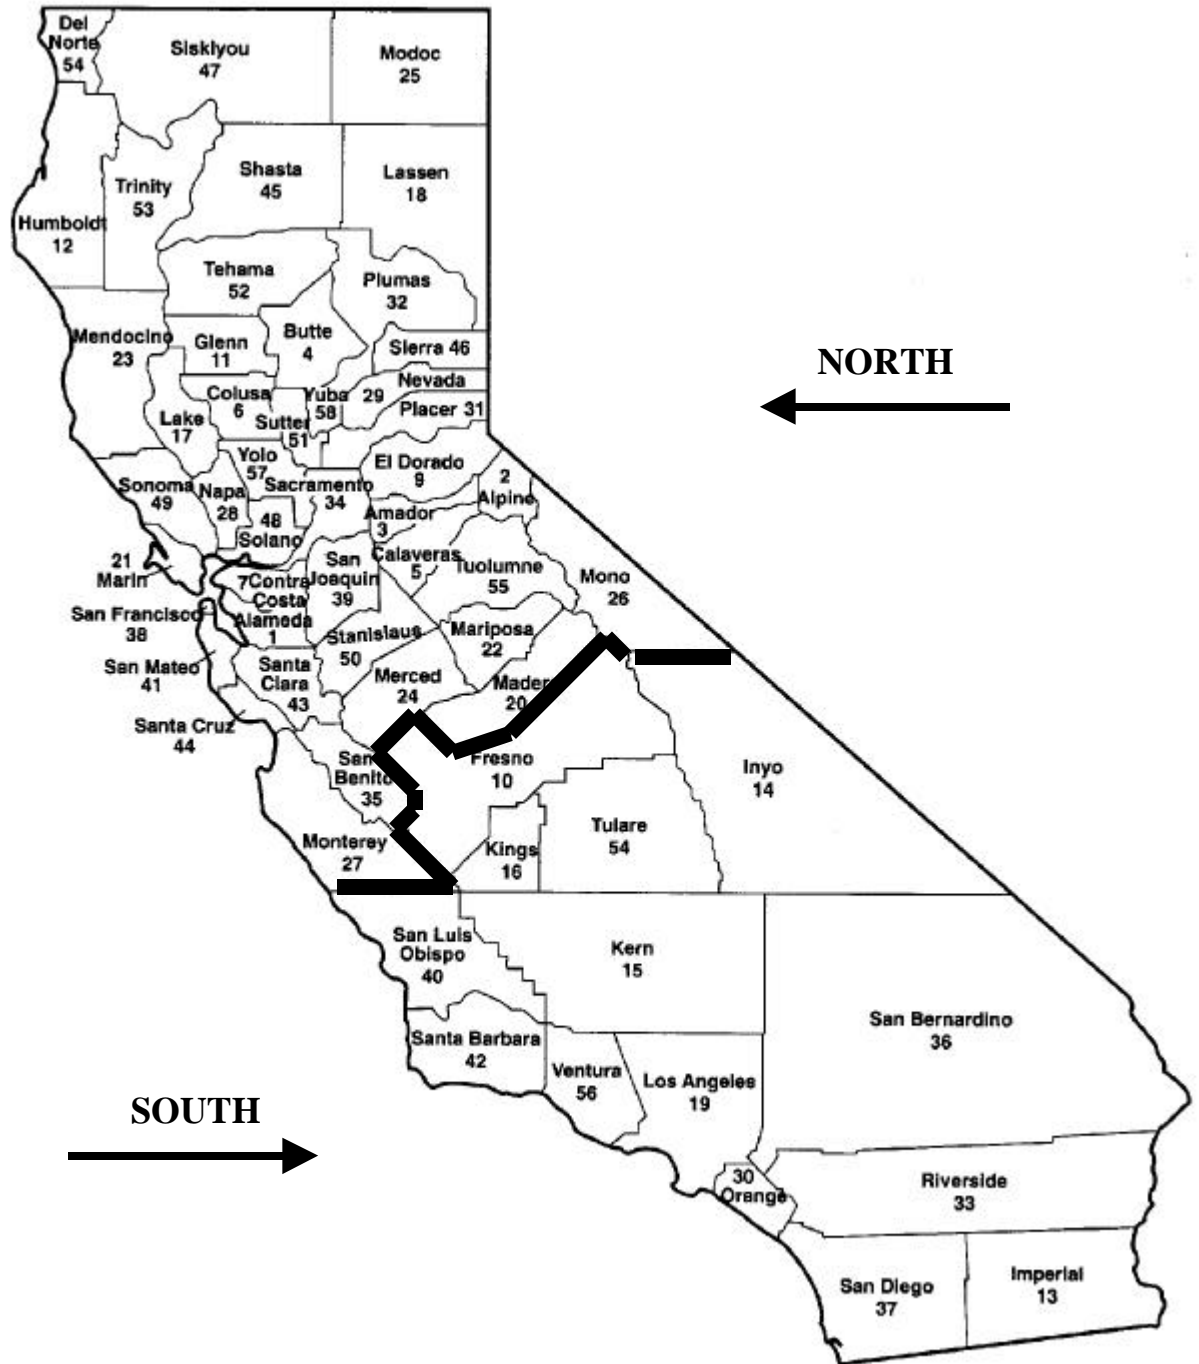 Del
Norte
54
Siskiyou
47
Modoc
25
Shasta
45
Lassen
18
Trinity
53
Humboldt
12
Tehama
52
Plumas
32
Mendocino
23
Glenn
11
Butte
4
Sierra 46
NORTH
Colusa
6
Yuba
58
29
Nevada
Placer 31
Lake
17
Sutter
51
Yolo
57
El Dorado
9
2
Alpine
Sonoma
49
Napa
28
Sacramento
34
48
Solano
Amador
3
21
Marin
7 Contra
Costa
San
Joaquin
39
Calaveras
5
Tuolumne
55
Mono
26
San Francisco
38
Alameda
1
Stanislaus
50
Mariposa
22
San Mateo
41
Santa
Clara
43
Merced
24
Mader
20
Santa Cruz
44
San
Benito
35
Fresno
10
Inyo
14
Monterey
27
Kings
16
Tulare
54
San Luis
Obispo
40
Kern
15
San Bernardino
36
Santa Barbara
42
Ventura
56
Los Angeles
19
SOUTH
30
Orange
Riverside
33
San Diego
37
Imperial
13